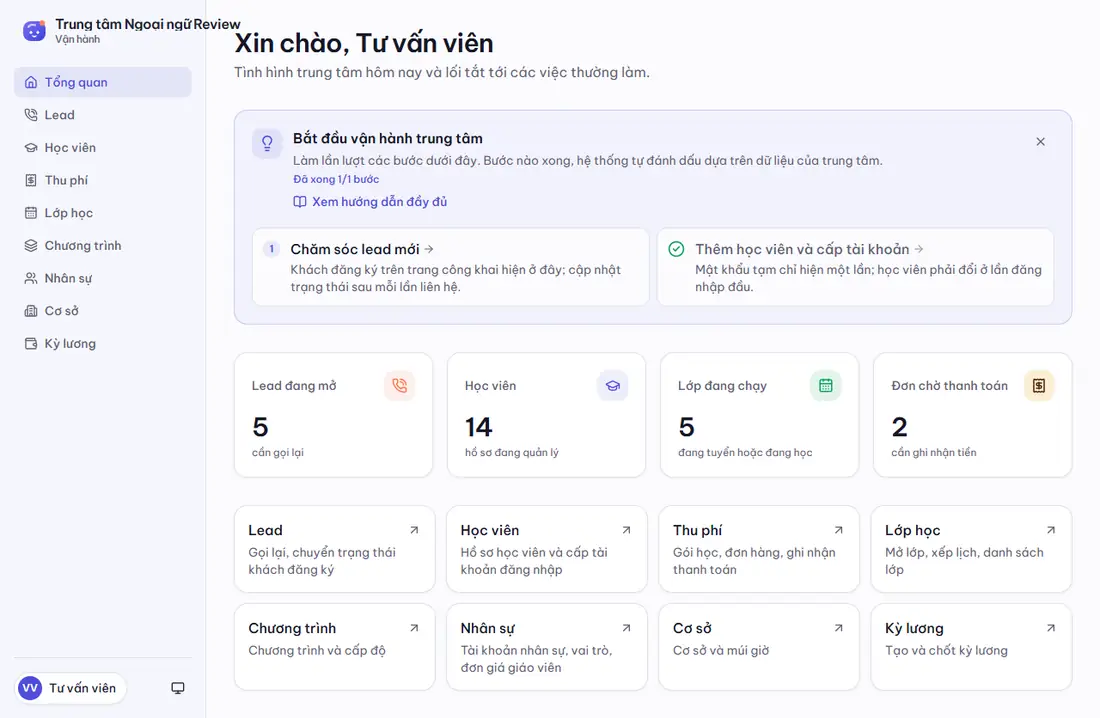 Trung tâm Ngoại ngữ Review
Vận hành
Tổng quan
Lead
Học viên
Thu phí
Lớp học
Chương trình
Nhân sự
Cơ sở
Kỳ lương
VV Tư vấn viên
Xin chào, Tư vấn viên
Tình hình trung tâm hôm nay và lối tắt tới các việc thường làm.
Bắt đầu vận hành trung tâm
Làm lần lượt các bước dưới đây. Bước nào xong, hệ thống tự đánh dấu dựa trên dữ liệu của trung tâm.
Đã xong 1/1 bước
Xem hướng dẫn đầy đủ
1 Chăm sóc lead mới →
Khách đăng ký trên trang công khai hiện ở đây; cập nhật
trạng thái sau mỗi lần liên hệ.
Thêm học viên và cấp tài khoản →
Mật khẩu tạm chỉ hiện một lần; học viên phải đổi ở lần đăng
nhập đầu.
Lead đang mở
5
cần gọi lại
Học viên
14
hồ sơ đang quản lý
Lớp đang chạy
5
đang tuyển hoặc đang học
Đơn chờ thanh toán
2
cần ghi nhận tiền
Lead
Gọi lại, chuyển trạng thái
khách đăng ký
Học viên
Hồ sơ học viên và cấp tài
khoản đăng nhập
Thu phí
Gói học, đơn hàng, ghi nhận
thanh toán
Lớp học
Mở lớp, xếp lịch, danh sách
lớp
Chương trình
Chương trình và cấp độ
Nhân sự
Tài khoản nhân sự, vai trò,
đơn giá giáo viên
Cơ sở
Cơ sở và múi giờ
Kỳ lương
Tạo và chốt kỳ lương